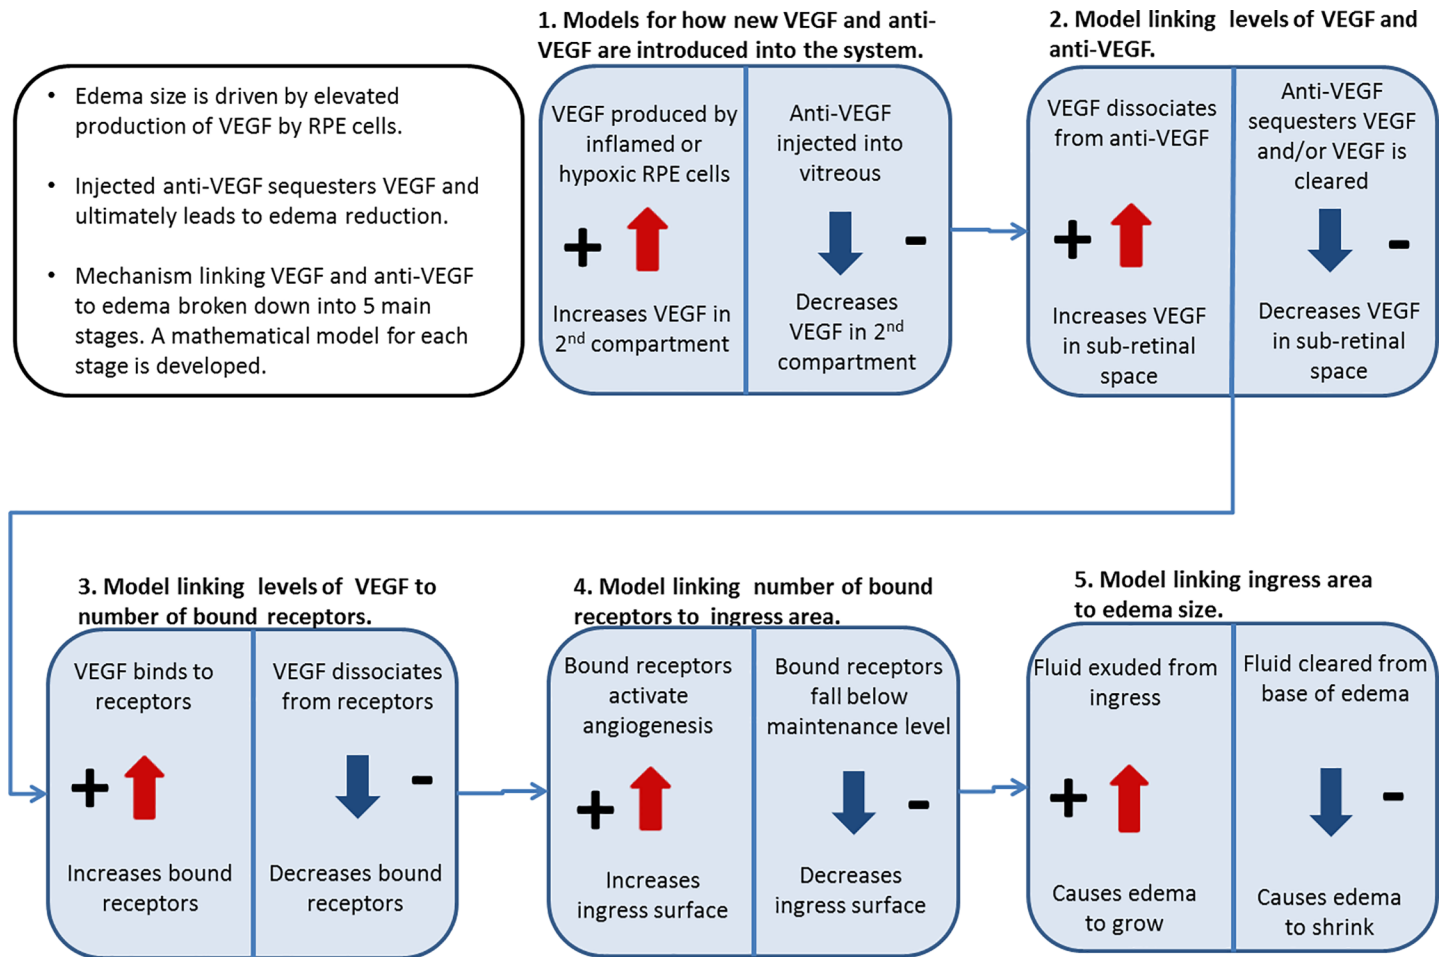 • Edema size is driven by elevated
production of VEGF by RPE cells.
• Injected anti-VEGF sequesters VEGF and
ultimately leads to edema reduction.
• Mechanism linking VEGF and anti-VEGF
to edema broken down into 5 main
stages. A mathematical model for each
stage is developed.
1. Models for how new VEGF and anti-
VEGF are introduced into the system.
VEGF produced by
inflamed or
hypoxic RPE cells
+
Increases VEGF in
2nd compartment
Anti-VEGF
injected into
vitreous
-
Decreases
VEGF in 2nd
compartment
2. Model linking levels of VEGF and
anti-VEGF.
VEGF dissociates
from anti-VEGF
+
Increases VEGF
in sub-retinal
space
Anti-VEGF
sequesters VEGF
and/or VEGF is
cleared
-
Decreases VEGF
in sub-retinal
space
3. Model linking levels of VEGF to
number of bound receptors.
VEGF binds to
receptors
+
Increases bound
receptors
VEGF dissociates
from receptors
-
Decreases bound
receptors
4. Model linking number of bound
receptors to ingress area.
Bound receptors
activate
angiogenesis
+
Increases
ingress surface
Bound receptors
fall below
maintenance level
-
Decreases
ingress surface
5. Model linking ingress area
to edema size.
Fluid exuded from
ingress
+
Causes edema
to grow
Fluid cleared from
base of edema
-
Causes edema
to shrink